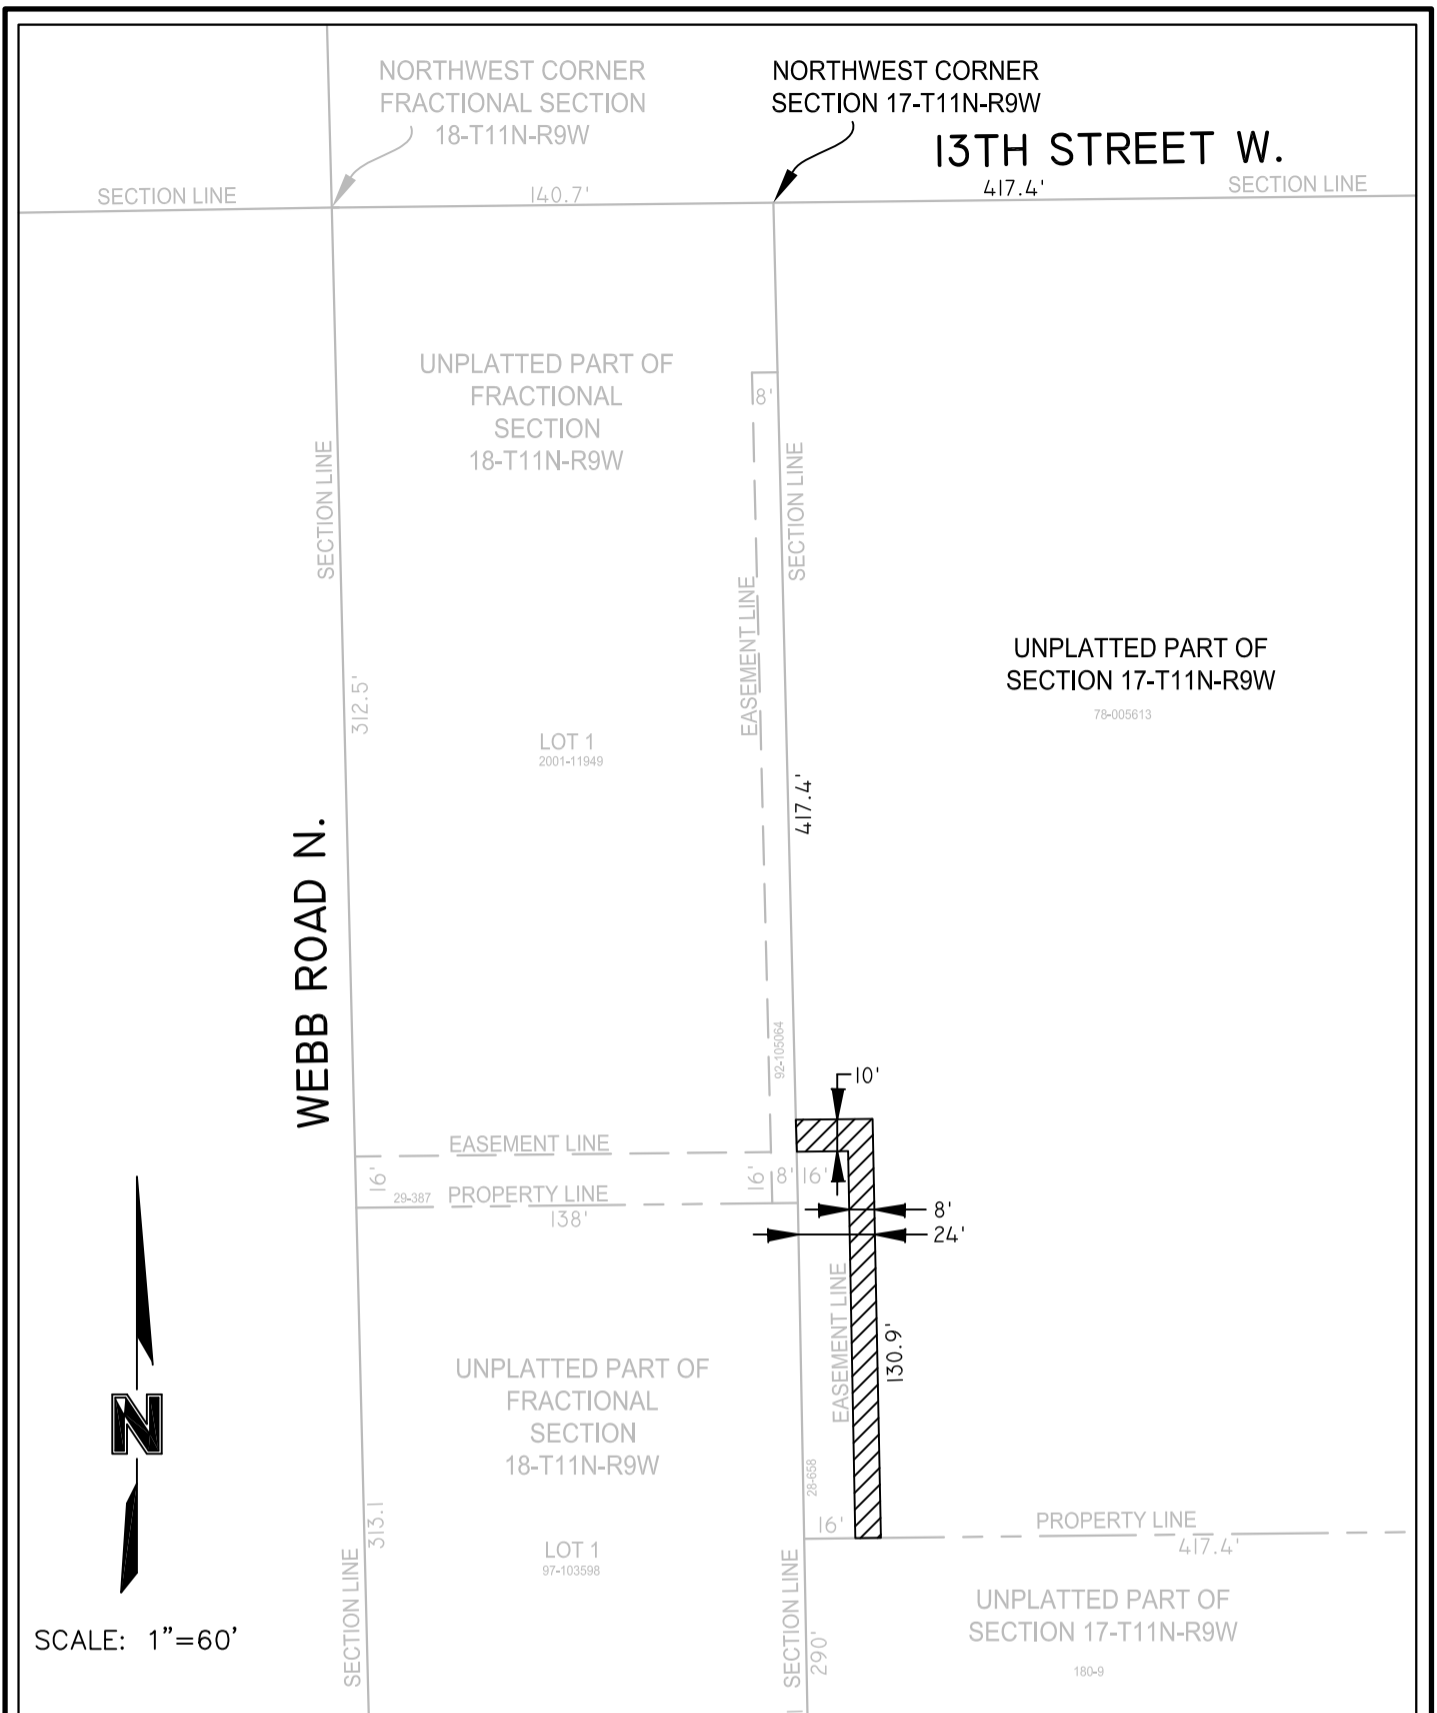 NORTHWEST CORNER
FRACTIONAL SECTION
18-T11N-R9W
NORTHWEST CORNER
SECTION 17-T11N-R9W
13TH STREET W.
SECTION LINE
140.7'
417.4'
SECTION LINE
UNPLATTED PART OF
FRACTIONAL
SECTION
18-T11N-R9W
8'
SECTION LINE
SECTION LINE
EASEMENT LINE
UNPLATTED PART OF
SECTION 17-T11N-R9W
78-005613
312.5'
LOT 1
2001-11949
417.4'
WEBB ROAD N.
92-105064
10'
EASEMENT LINE
16'
29-387
PROPERTY LINE
138'
16'
8'
16'
8'
24'
EASEMENT LINE
130.9'
UNPLATTED PART OF
FRACTIONAL
SECTION
18-T11N-R9W
N
28-658
313.1
16'
PROPERTY LINE
417.4'
LOT 1
97-103598
SECTION LINE
SECTION LINE
290'
UNPLATTED PART OF
SECTION 17-T11N-R9W
180-9
SCALE: 1"=60'